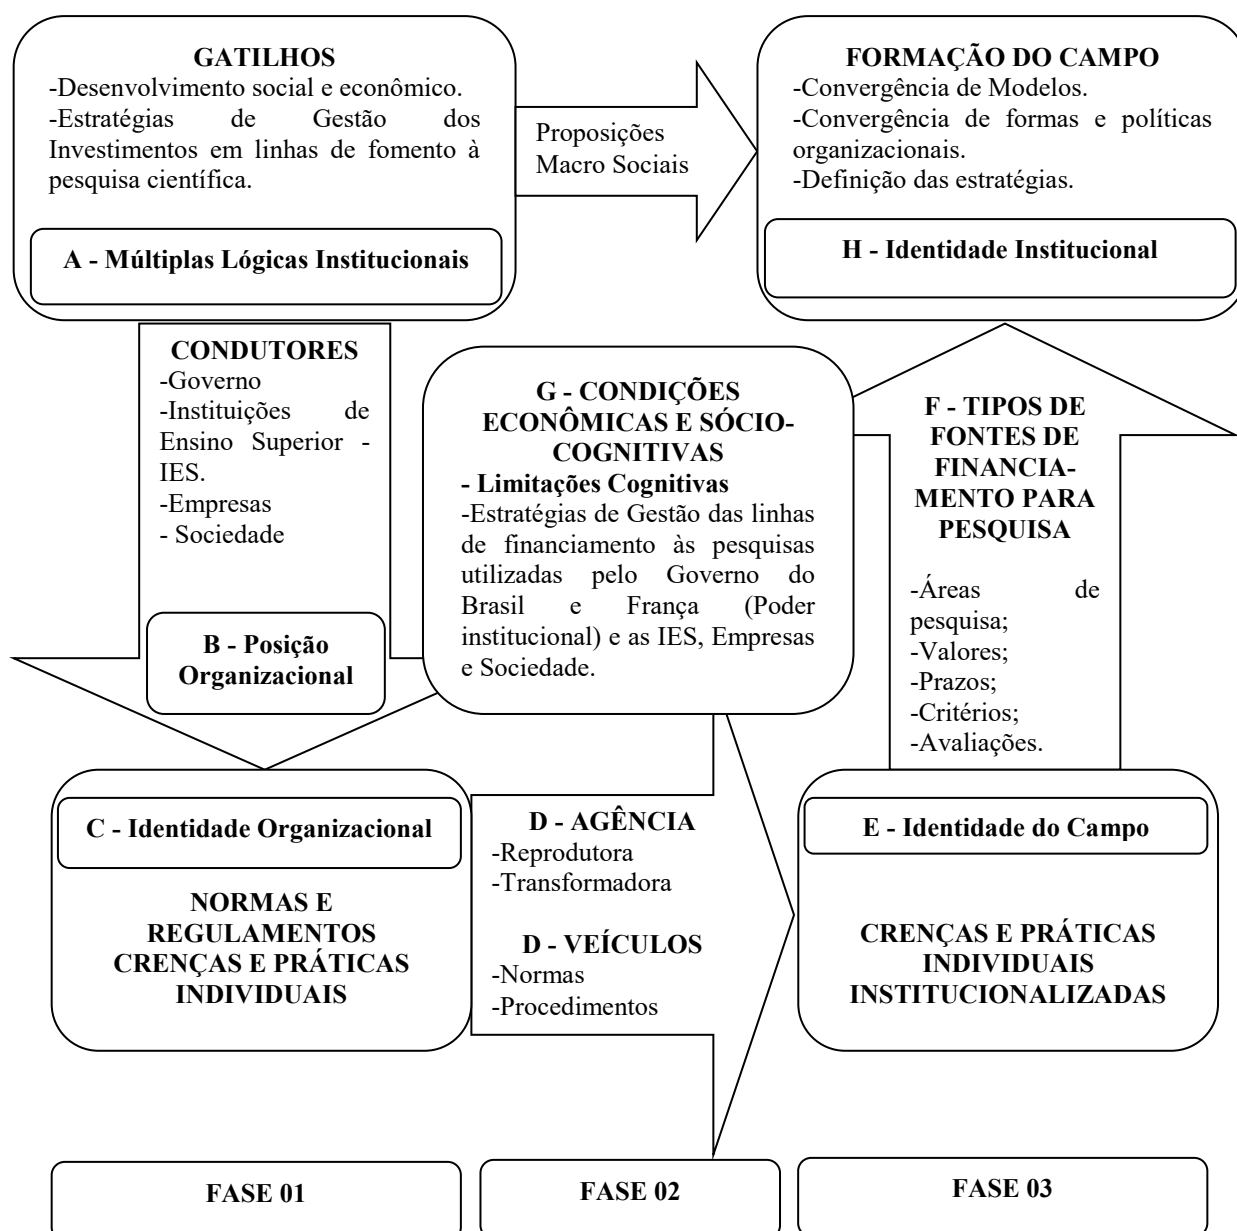 GATILHOS
-Desenvolvimento social e econômico.
-Estratégias de Gestão dos
Investimentos em linhas de fomento à
pesquisa científica.
A - Múltiplas Lógicas Institucionais
Proposições
Macro Sociais
FORMAÇÃO DO CAMPO
-Convergência de Modelos.
-Convergência de formas e políticas
organizacionais.
-Definição das estratégias.
H - Identidade Institucional
CONDUTORES
-Governo
-Instituições de
Ensino Superior -
IES.
-Empresas
- Sociedade
B - Posição
Organizacional
G - CONDIÇÕES
ECONÔMICAS E SÓCIO-
COGNITIVAS
- Limitações Cognitivas
-Estratégias de Gestão das linhas
de financiamento às pesquisas
utilizadas pelo Governo do
Brasil e França (Poder
institucional) e as IES, Empresas
e Sociedade.
F - TIPOS DE
FONTES DE
FINANCIA-
MENTO PARA
PESQUISA
-Áreas de
pesquisa;
-Valores;
-Prazos;
-Critérios;
-Avaliações.
C - Identidade Organizacional
NORMAS E
REGULAMENTOS
CRENÇAS E PRÁTICAS
INDIVIDUAIS
D - AGÊNCIA
-Reprodutora
-Transformadora
D - VEÍCULOS
-Normas
-Procedimentos
E - Identidade do Campo
CRENÇAS E PRÁTICAS
INDIVIDUAIS
INSTITUCIONALIZADAS
FASE 01
FASE 02
FASE 03